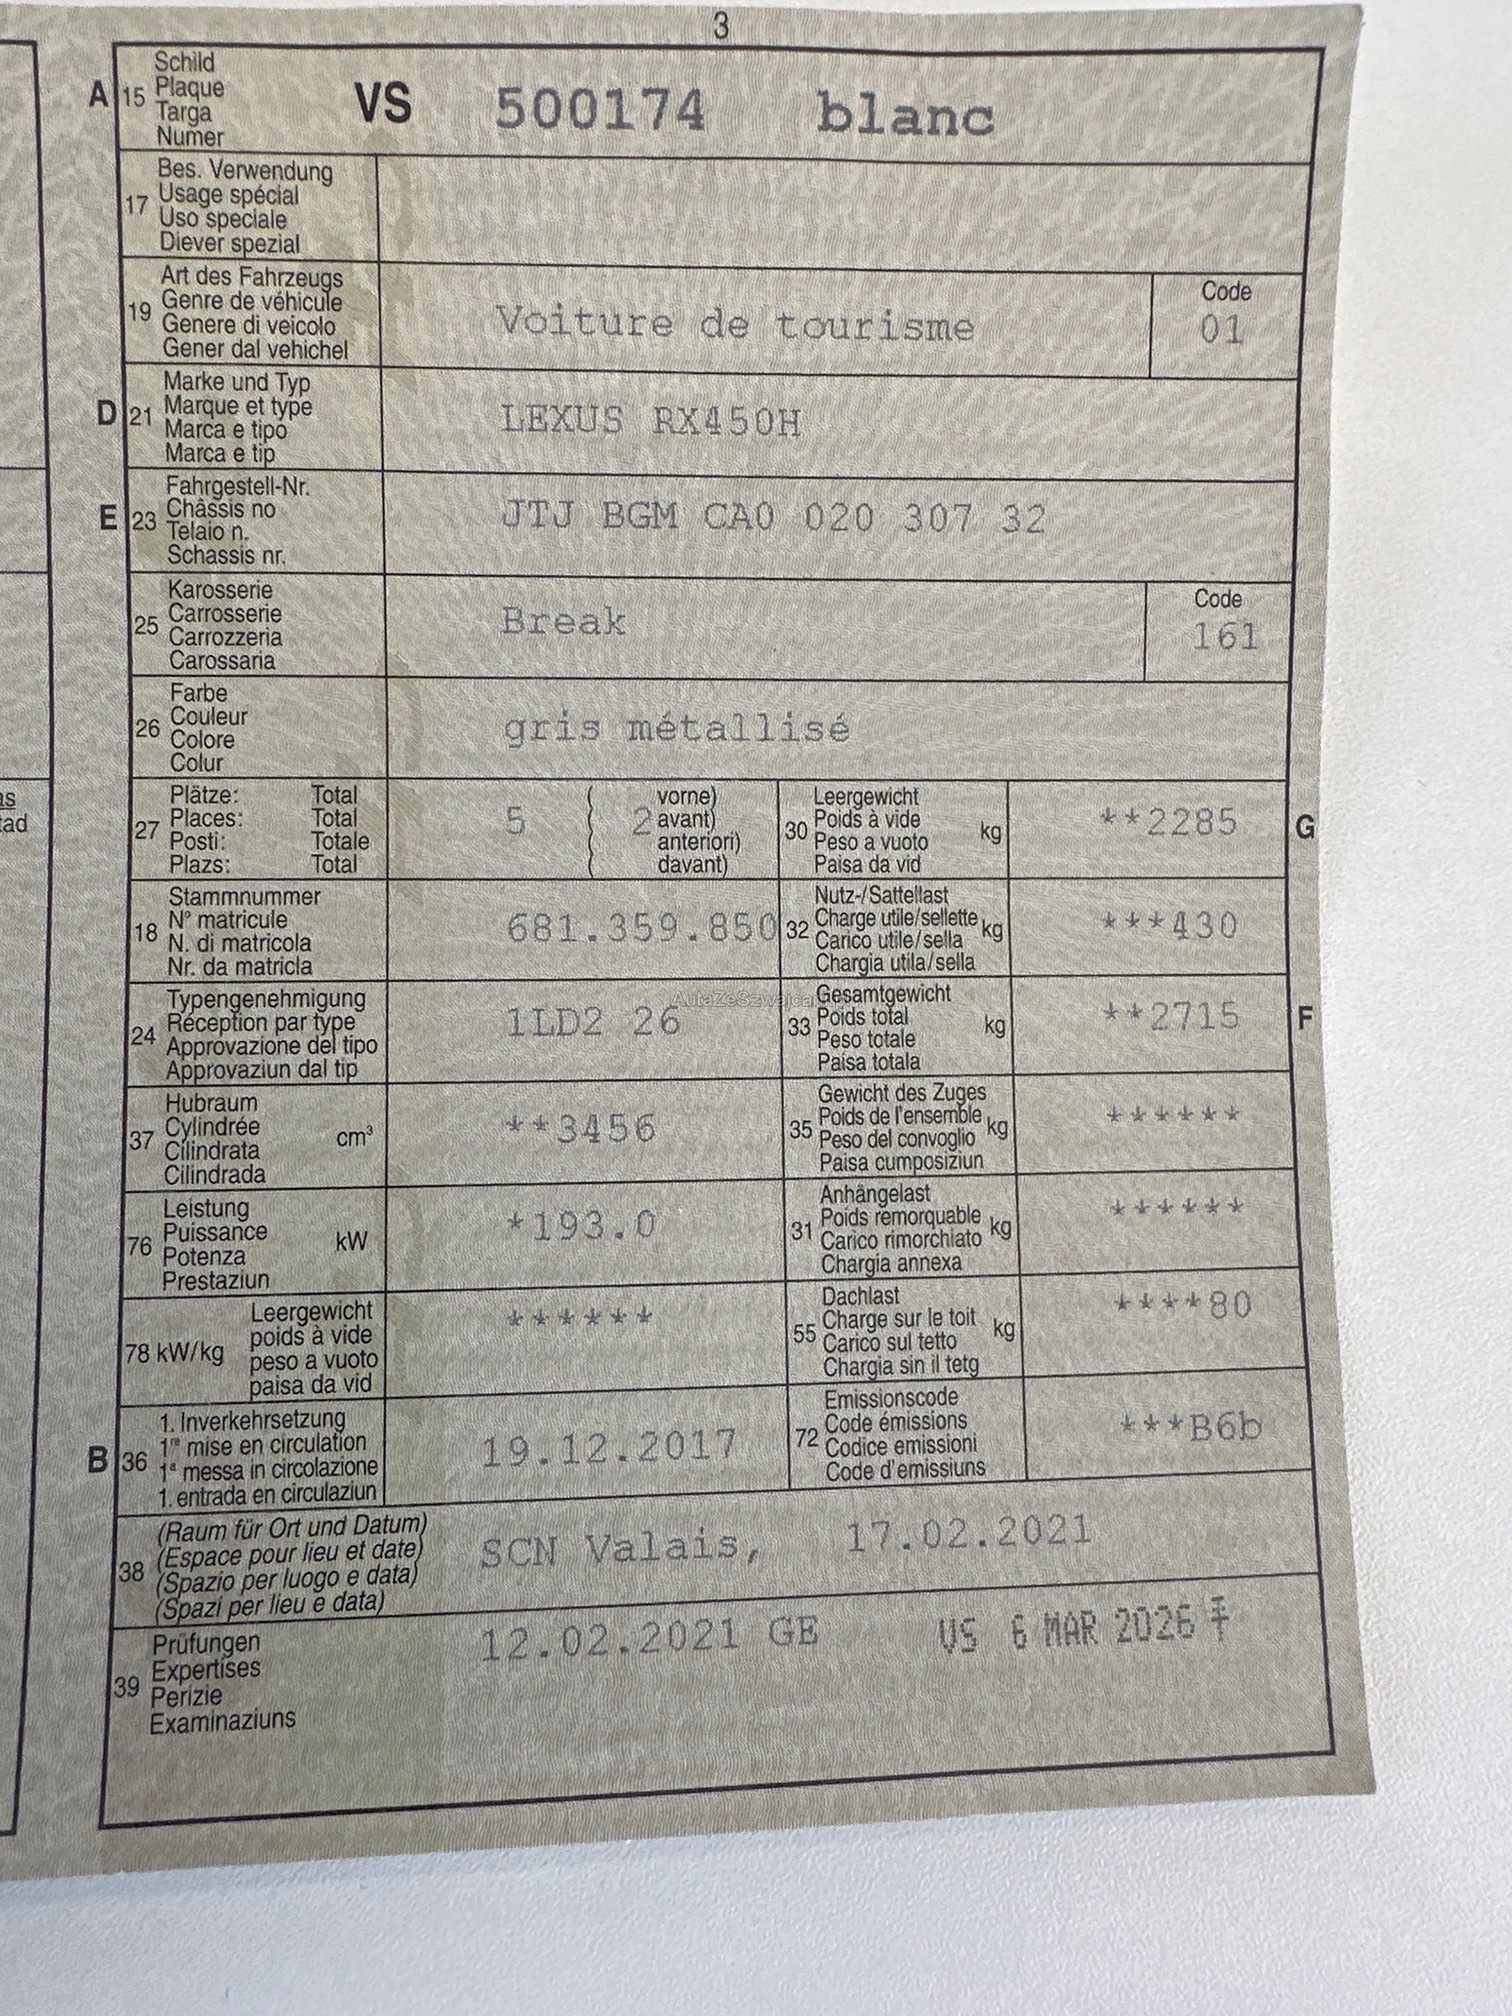 3
A 15 Schild
Plaque
Targa
Numer
VS 500174 blanc
17 Bes. Verwendung
Usage spécial
Uso speciale
Diever spezial
19 Art des Fahrzeugs
Genre de véhicule
Genere di veicolo
Gener dal vehichel
Voiture de tourisme
Code
01
D 21 Marke und Typ
Marque et type
Marca e tipo
Marca e tip
LEXUS RX450H
E 23 Fahrgestell-Nr.
Châssis no
Telaio n.
Schassis nr.
JTJ BGM CA0 020 307 32
25 Karosserie
Carrosserie
Carrozzeria
Carossaria
Break
Code
161
26 Farbe
Couleur
Colore
Colur
gris métallisé
27 Plätze: Total
Places: Total
Posti: Totale
Plazs: Total
5
( vorne)
( 2 avant)
( anteriori)
( davant)
30 Leergewicht
Poids à vide
Peso a vuoto
Paisa da vid
kg
**2285
G
18 Stammnummer
N° matricule
N. di matricola
Nr. da matricla
681.359.850
32 Nutz-/Sattellast
Charge utile/sellette
Carico utile/sella
Chargia utila/sella
kg
***430
24 Typengenehmigung
Réception par type
Approvazione del tipo
Approvaziun dal tip
1LD2 26
33 Gesamtgewicht
Poids total
Peso totale
Paisa totala
kg
**2715
F
37 Hubraum
Cylindrée
Cilindrata
Cilindrada
cm³
**3456
35 Gewicht des Zuges
Poids de l'ensemble
Peso del convoglio
Paisa cumposiziun
kg
******
76 Leistung
Puissance
Potenza
Prestaziun
kW
*193.0
31 Anhängelast
Poids remorquable
Carico rimorchiato
Chargia annexa
kg
******
78 kW/kg
Leergewicht
poids à vide
peso a vuoto
paisa da vid
******
55 Dachlast
Charge sur le toit
Carico sul tetto
Chargia sin il tetg
kg
****80
B 36 1. Inverkehrsetzung
1re mise en circulation
1a messa in circolazione
1. entrada en circulaziun
19.12.2017
72 Emissionscode
Code émissions
Codice emissioni
Code d'emissiuns
***B6b
38 (Raum für Ort und Datum)
(Espace pour lieu et date)
(Spazio per luogo e data)
(Spazi per lieu e data)
SCN Valais, 17.02.2021
39 Prüfungen
Expertises
Perizie
Examinaziuns
12.02.2021 GE VS 6 MAR 2026